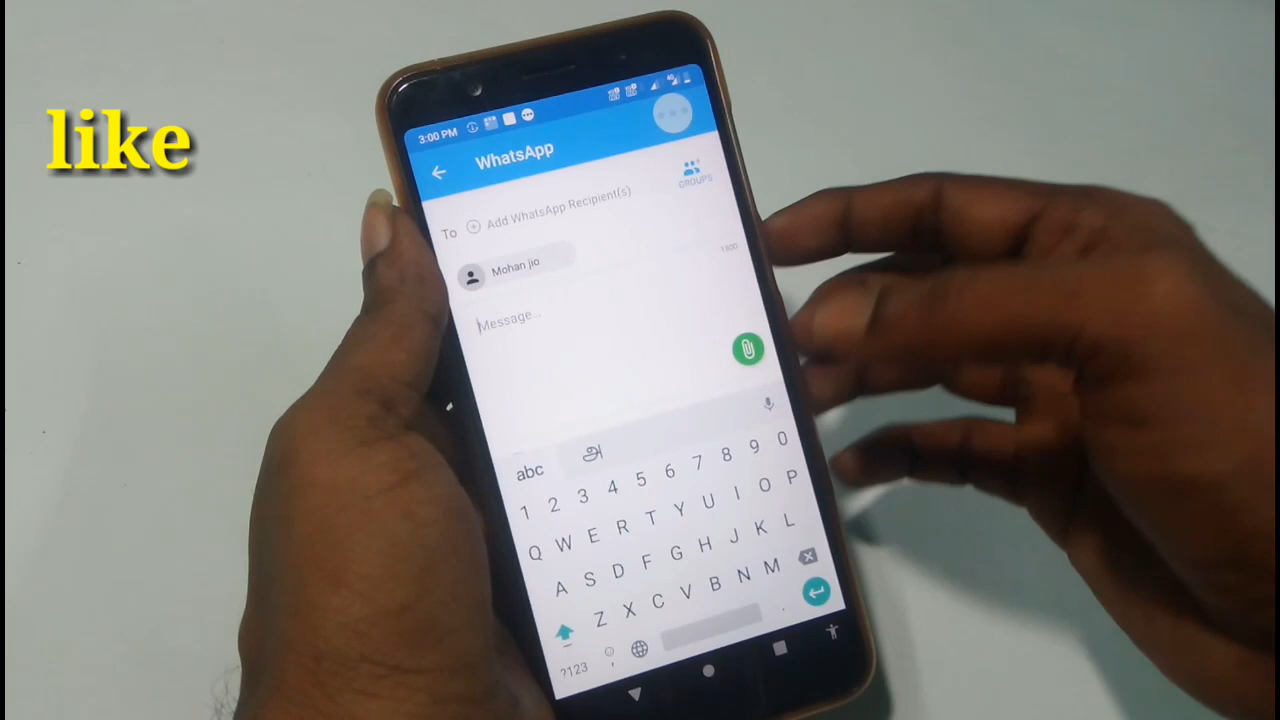 like
3:00 PM
WhatsApp
GROUPS
To Add WhatsApp Recipient(s)
Mohan jio
1600
Message...
abc அ
1 2 3 4 5 6 7 8 9 0
Q W E R T Y U I O P
A S D F G H J K L
Z X C V B N M
?123 , .